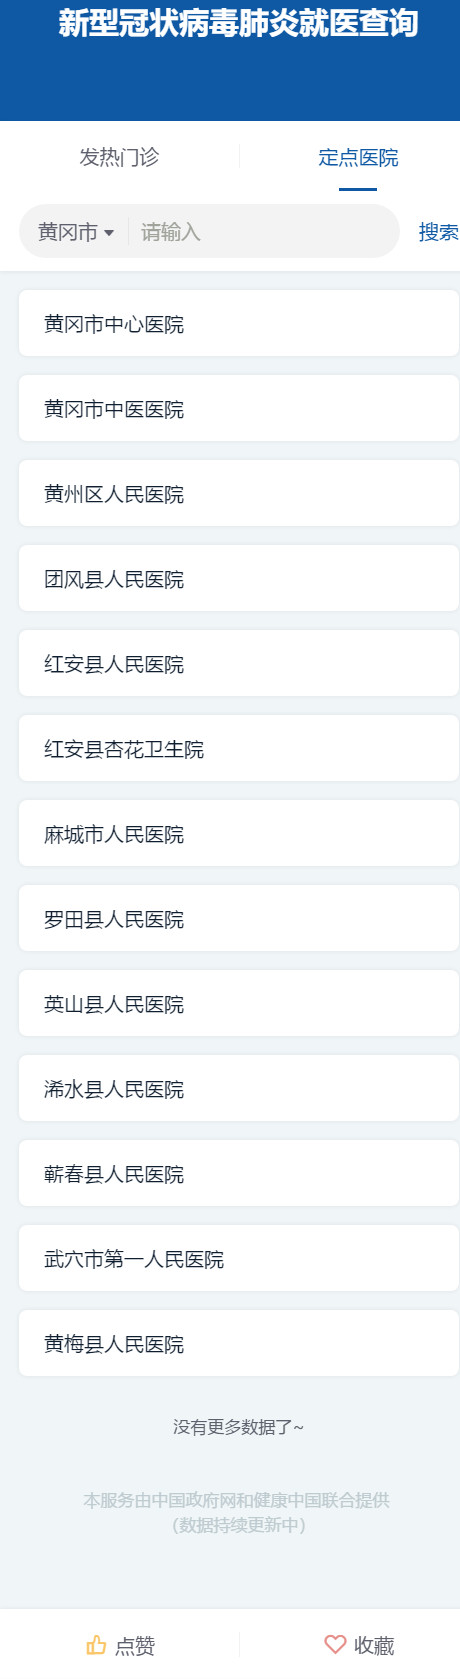 新型冠状病毒肺炎就医查询
发热门诊
定点医院
黄冈市 请输入 搜索
黄冈市中心医院
黄冈市中医医院
黄州区人民医院
团风县人民医院
红安县人民医院
红安县杏花卫生院
麻城市人民医院
罗田县人民医院
英山县人民医院
浠水县人民医院
蕲春县人民医院
武穴市第一人民医院
黄梅县人民医院
没有更多数据了~
本服务由中国政府网和健康中国联合提供
（数据持续更新中）
点赞
收藏